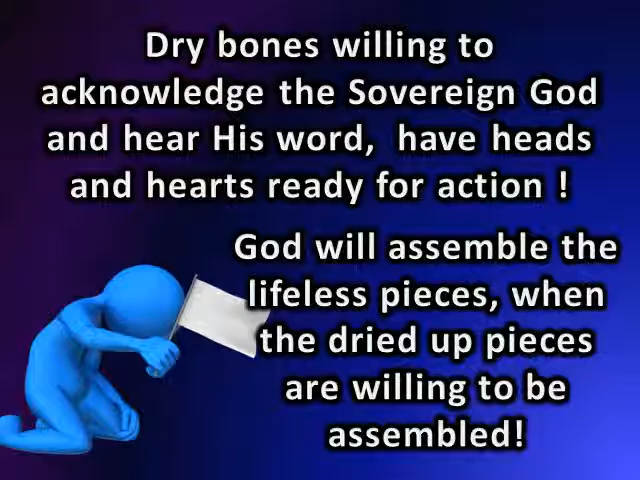 Dry bones willing to
acknowledge the Sovereign God
and hear His word,  have heads
and hearts ready for action !
God will assemble the
lifeless pieces, when
the dried up pieces
are willing to be
assembled!